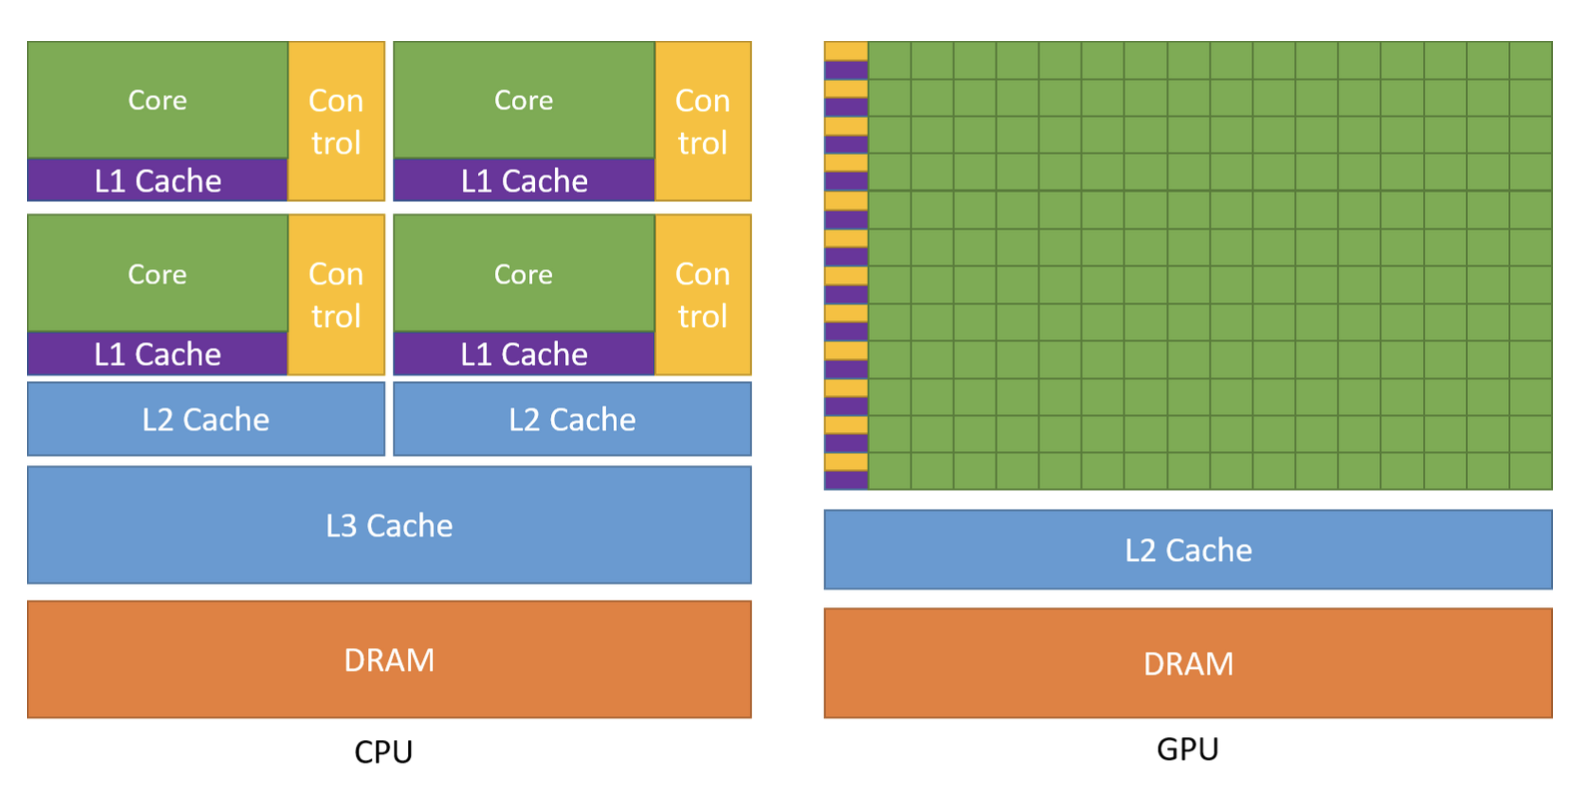 Core
Con
trol
L1 Cache
Core
Con
trol
L1 Cache
Core
Con
trol
L1 Cache
Core
Con
trol
L1 Cache
L2 Cache
L2 Cache
L3 Cache
DRAM
CPU
L2 Cache
DRAM
GPU